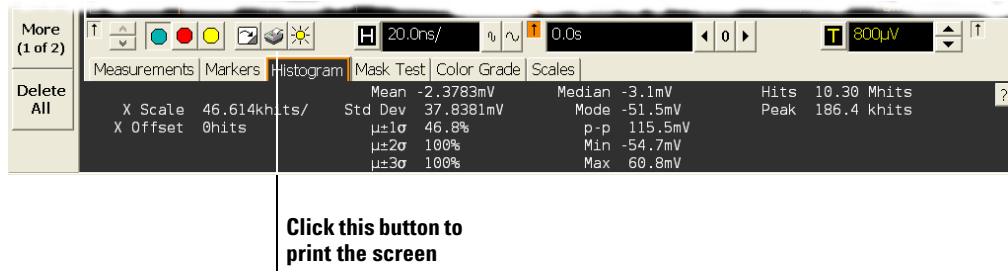 More
(1 of 2)
H 20.0ns/ 0.0s 0 T 800µV
Measurements Markers Histogram Mask Test Color Grade Scales
Delete
All
Mean -2.3783mV Median -3.1mV Hits 10.30 Mhits ?
X Scale 46.614khits/ Std Dev 37.8381mV Mode -51.5mV Peak 186.4 khits
X Offset 0hits µ±1σ 46.8% p-p 115.5mV
µ±2σ 100% Min -54.7mV
µ±3σ 100% Max 60.8mV
Click this button to
print the screen